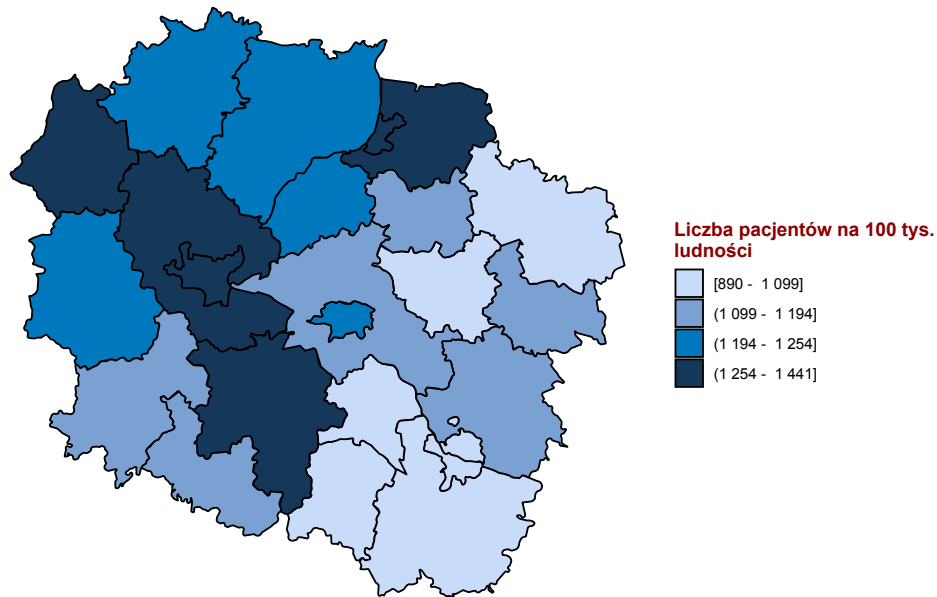 Liczba pacjentów na 100 tys.
ludności
[890 - 1 099]
(1 099 - 1 194]
(1 194 - 1 254]
(1 254 - 1 441]